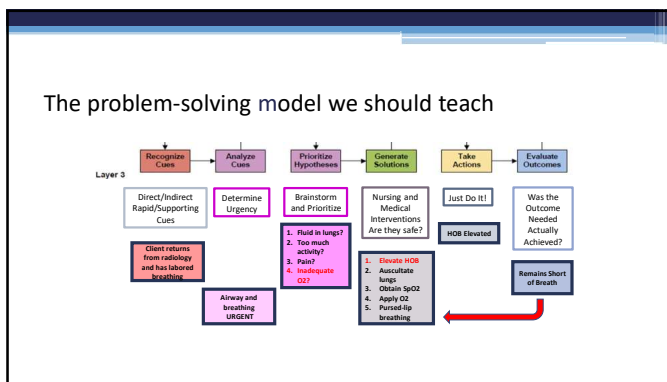 The problem-solving model we should teach
Layer 3
Recognize
Cues
Analyze
Cues
Prioritize
Hypotheses
Generate
Solutions
Take
Actions
Evaluate
Outcomes
Direct/Indirect
Rapid/Supporting
Cues
Determine
Urgency
Brainstorm
and Prioritize
Nursing and
Medical
Interventions
Are they safe?
Just Do It!
Was the
Outcome
Needed
Actually
Achieved?
Client returns
from radiology
and has labored
breathing
Airway and
breathing
URGENT
1. Fluid in lungs?
2. Too much
activity?
3. Pain?
4. Inadequate
O2?
1. Elevate HOB
2. Auscultate
lungs
3. Obtain SpO2
4. Apply O2
5. Pursed-lip
breathing
HOB Elevated
Remains Short
of Breath